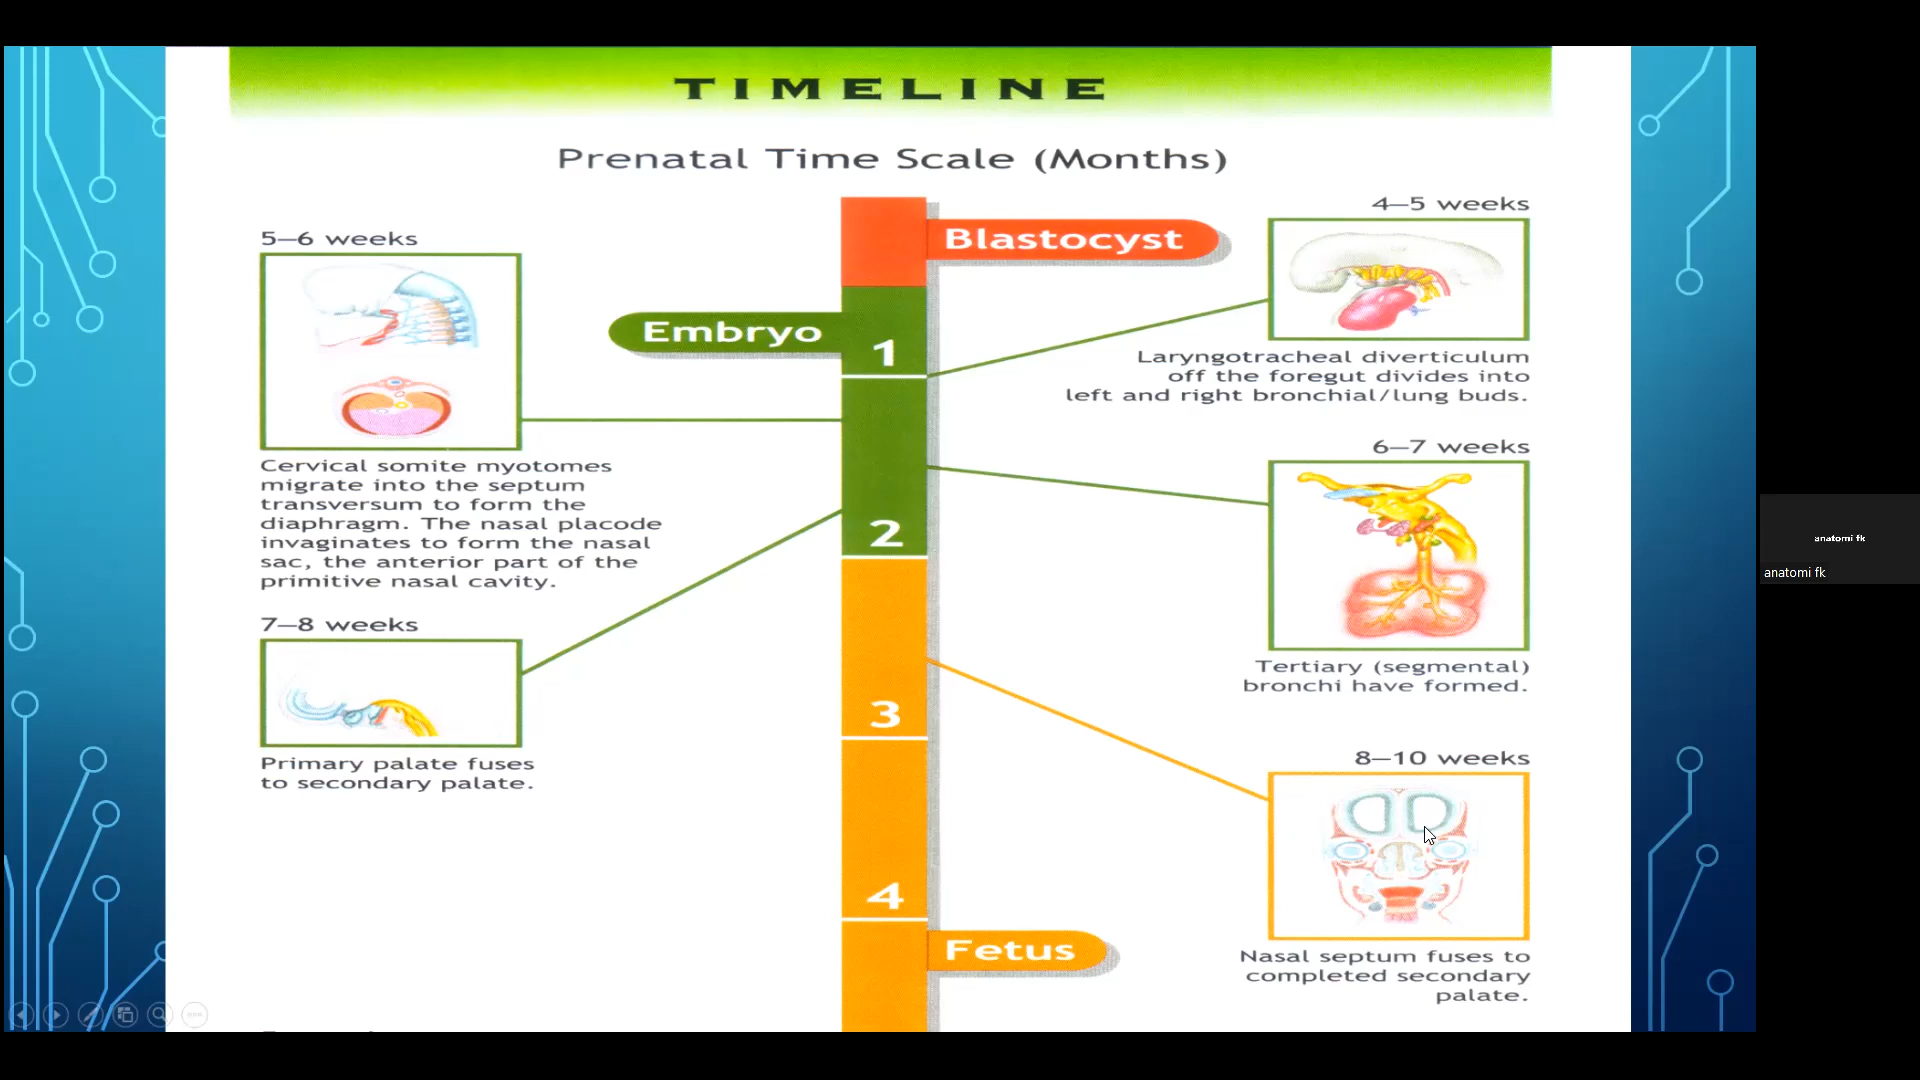 TIMELINE
Prenatal Time Scale (Months)
Blastocyst
Embryo
1
2
3
4
Fetus
5–6 weeks
Cervical somite myotomes
migrate into the septum
transversum to form the
diaphragm. The nasal placode
invaginates to form the nasal
sac, the anterior part of the
primitive nasal cavity.
7–8 weeks
Primary palate fuses
to secondary palate.
4–5 weeks
Laryngotracheal diverticulum
off the foregut divides into
left and right bronchial/lung buds.
6–7 weeks
Tertiary (segmental)
bronchi have formed.
8–10 weeks
Nasal septum fuses to
completed secondary
palate.
anatomi fk
anatomi fk